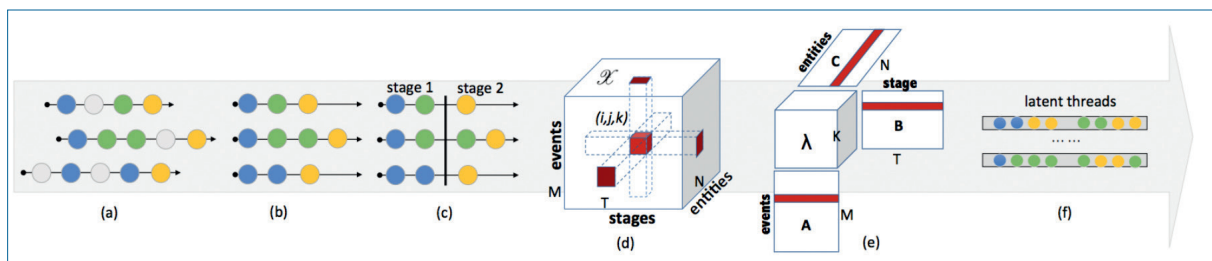 stage 1
stage 2
(a)
(b)
(c)
𝒳
(i,j,k)
events
M
T
stages
N
entities
(d)
entities
C
N
stage
λ
K
B
T
events
A
M
(e)
latent threads
... ...
(f)